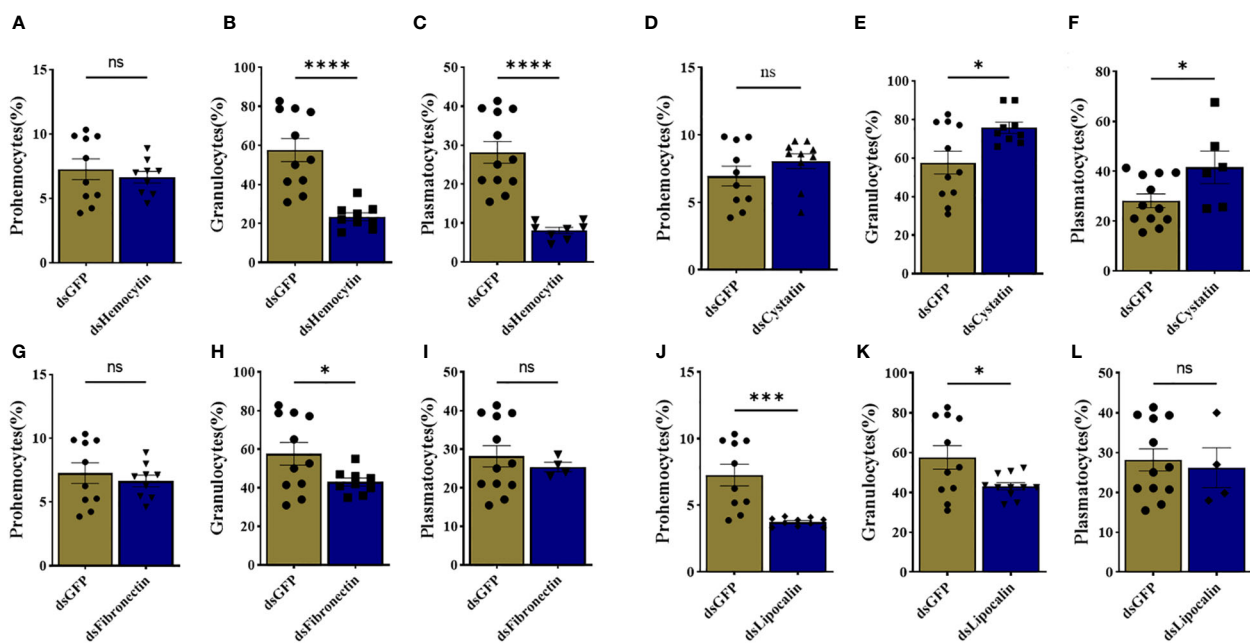 A
B
C
D
E
F
ns
****
****
ns
*
*
Prohemocytes(%)
15
10
5
0
dsGFP
dsHemocytin
Granulocytes(%)
100
80
60
40
20
0
dsGFP
dsHemocytin
Plasmatocytes(%)
50
40
30
20
10
0
dsGFP
dsHemocytin
Prohemocytes(%)
15
10
5
0
dsGFP
dsCystatin
Granulocytes(%)
100
80
60
40
20
0
dsGFP
dsCystatin
Plasmatocytes(%)
80
60
40
20
0
dsGFP
dsCystatin
G
H
I
J
K
L
ns
*
ns
***
*
ns
Prohemocytes(%)
15
10
5
0
dsGFP
dsFibronectin
Granulocytes(%)
100
80
60
40
20
0
dsGFP
dsFibronectin
Plasmatocytes(%)
50
40
30
20
10
0
dsGFP
dsFibronectin
Prohemocytes(%)
15
10
5
0
dsGFP
dsLipocalin
Granulocytes(%)
100
80
60
40
20
0
dsGFP
dsLipocalin
Plasmatocytes(%)
50
40
30
20
10
0
dsGFP
dsLipocalin